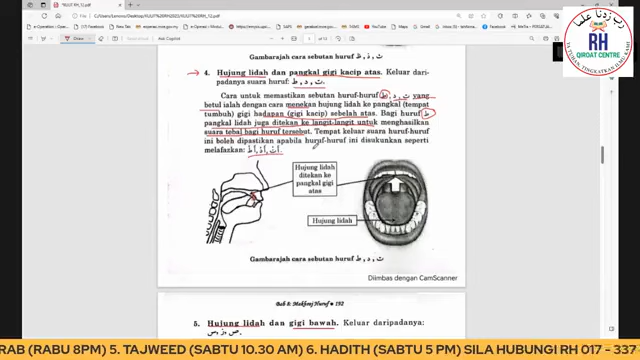 Gambarajah cara sebutan huruf ت ,د ,ط
4. Hujung lidah dan pangkal gigi kacip atas. Keluar dari-
padanya suara huruf: ت ,د ,ط.
Cara untuk memastikan sebutan huruf-huruf ت ,د ,ط yang
betul ialah dengan cara menekan hujung lidah ke pangkal (tempat
tumbuh) gigi hadapan (gigi kacip) sebelah atas. Bagi huruf ط
pangkal lidah juga ditekan ke langit-langit untuk menghasilkan
suara tebal bagi huruf tersebut. Tempat keluar suara huruf-huruf
ini boleh dipastikan apabila huruf-huruf ini disukunkan seperti
melafazkan:
Hujung lidah
ditekan ke
pangkal gigi
atas
Hujung lidah
Gambarajah cara sebutan huruf ت ,د ,ط
Diimbas dengan CamScanner
Bab 8: Makhraj Huruf • 192
5. Hujung lidah dan gigi bawah. Keluar daripadanya:
ص ,ز ,س.
RH
QIROAT CENTRE
RAB (RABU 8PM) 5. TAJWEED (SABTU 10.30 AM) 6. HADITH (SABTU 5 PM) SILA HUBUNGI RH 017 - 337